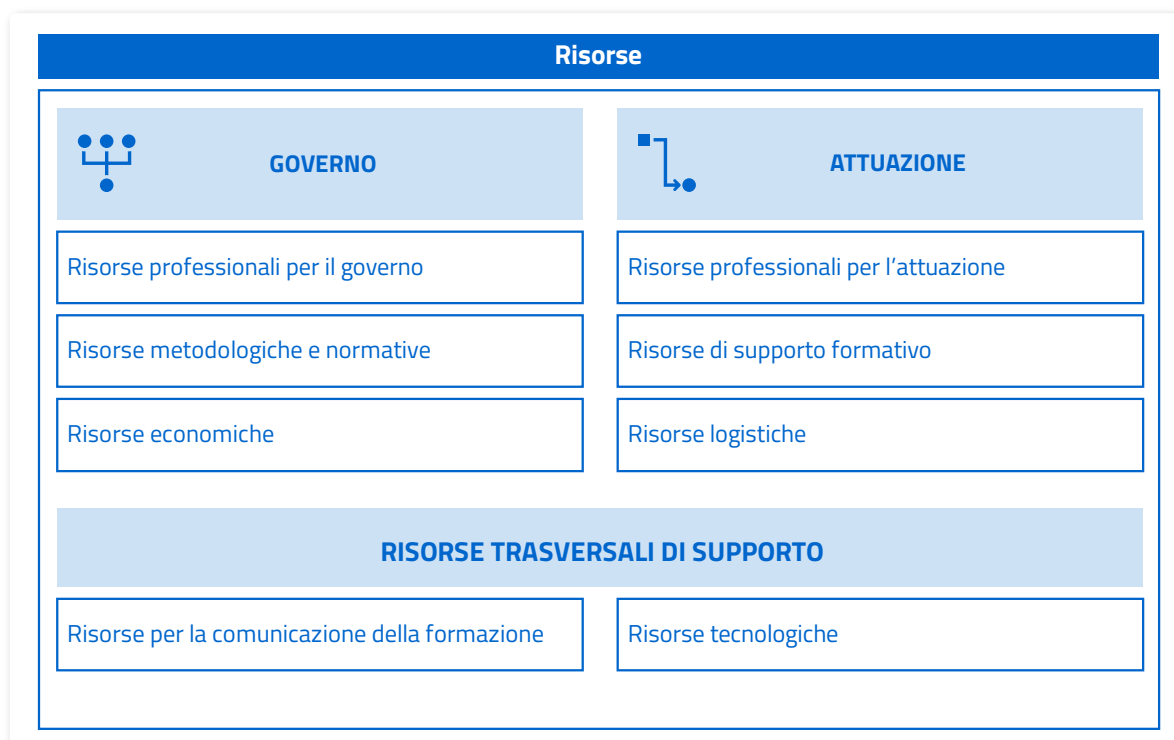 Risorse
GOVERNO
ATTUAZIONE
Risorse professionali per il governo
Risorse professionali per l’attuazione
Risorse metodologiche e normative
Risorse di supporto formativo
Risorse economiche
Risorse logistiche
RISORSE TRASVERSALI DI SUPPORTO
Risorse per la comunicazione della formazione
Risorse tecnologiche